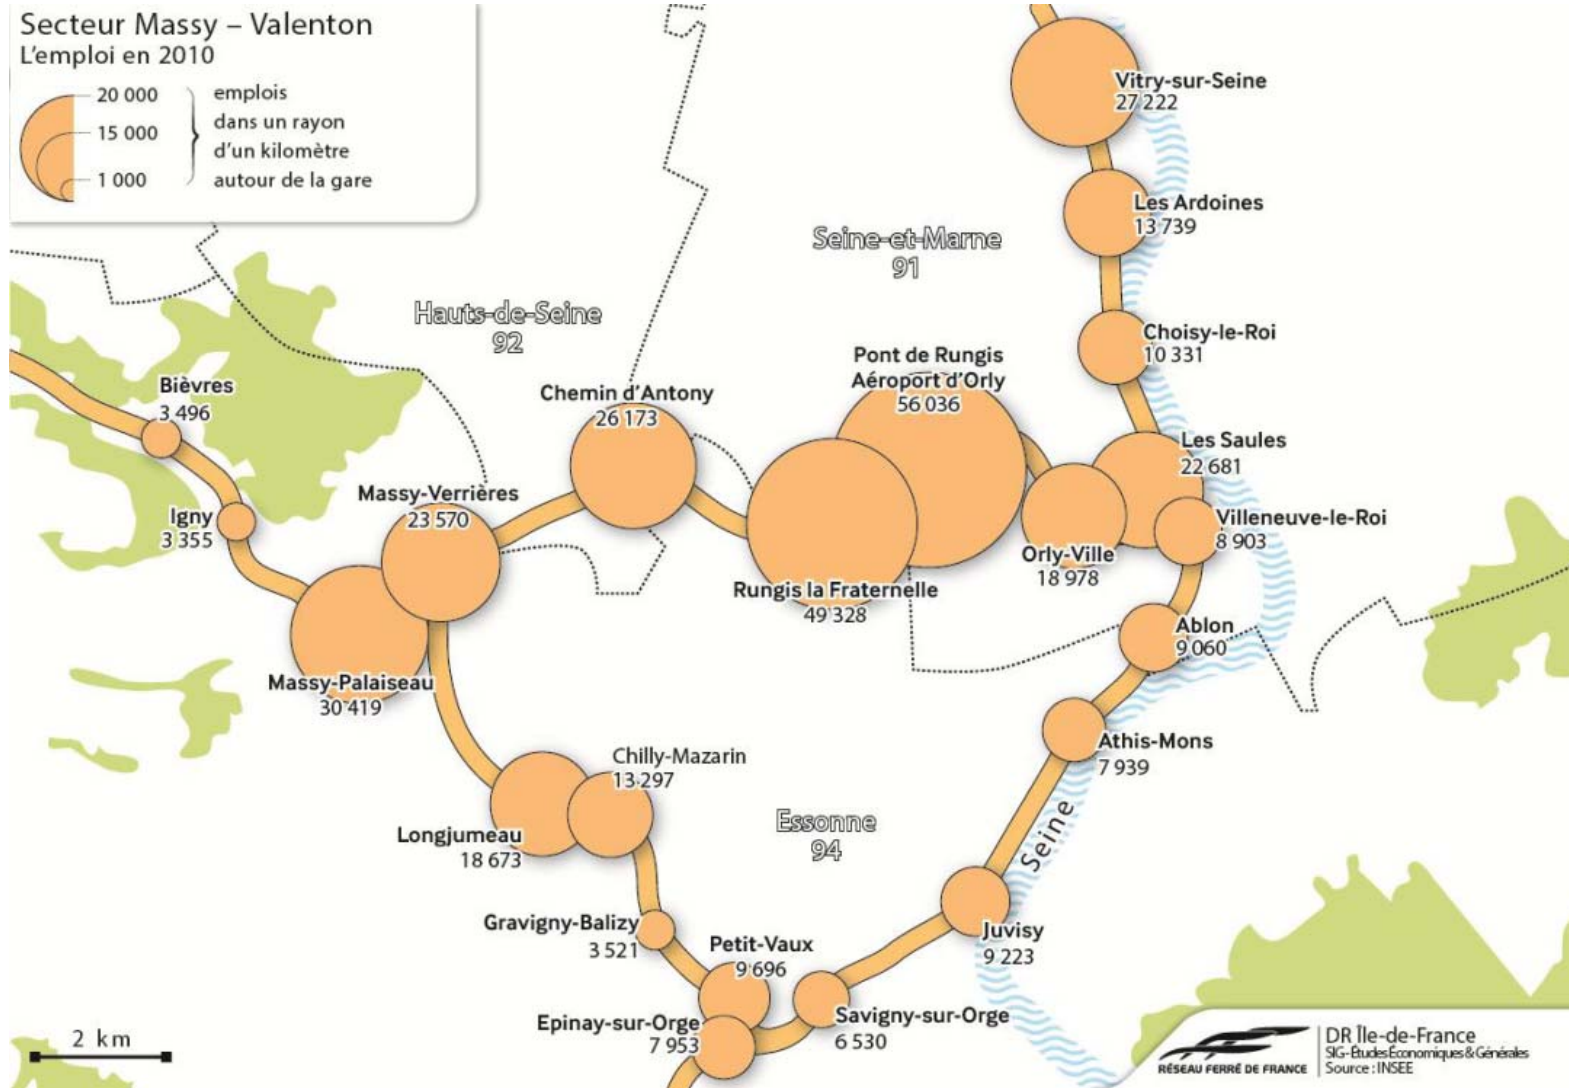 Secteur Massy – Valenton
L'emploi en 2010
20 000
15 000
1 000
emplois
dans un rayon
d'un kilomètre
autour de la gare
Vitry-sur-Seine
27 222
Les Ardoines
13 739
Seine-et-Marne
91
Hauts-de-Seine
92
Choisy-le-Roi
10 331
Pont de Rungis
Aéroport d'Orly
56 036
Bièvres
3 496
Chemin d'Antony
26 173
Les Saules
22 681
Massy-Verrières
23 570
Igny
3 355
Villeneuve-le-Roi
8 903
Orly-Ville
18 978
Rungis la Fraternelle
49 328
Ablon
9 060
Massy-Palaiseau
30 419
Athis-Mons
7 939
Chilly-Mazarin
13 297
Longjumeau
18 673
Essonne
94
Seine
Gravigny-Balizy
3 521
Petit-Vaux
9 696
Juvisy
9 223
Epinay-sur-Orge
7 953
Savigny-sur-Orge
6 530
2 km
RÉSEAU FERRÉ DE FRANCE
DR Île-de-France
SIG-Études Économiques & Générales
Source : INSEE